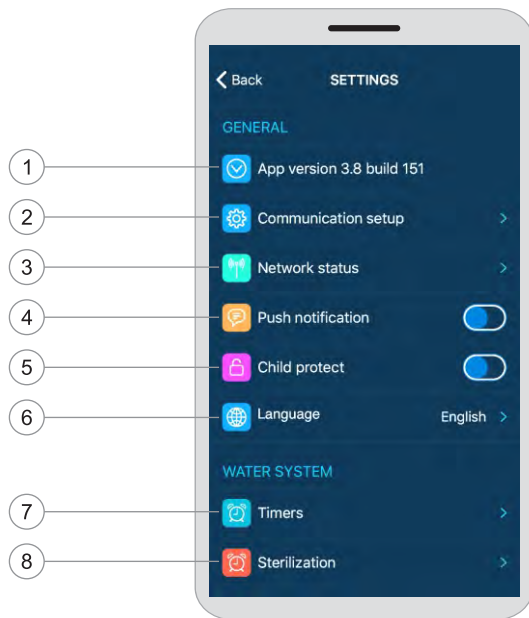 Back SETTINGS
GENERAL
1 App version 3.8 build 151
2 Communication setup
3 Network status
4 Push notification
5 Child protect
6 Language English
WATER SYSTEM
7 Timers
8 Sterilization